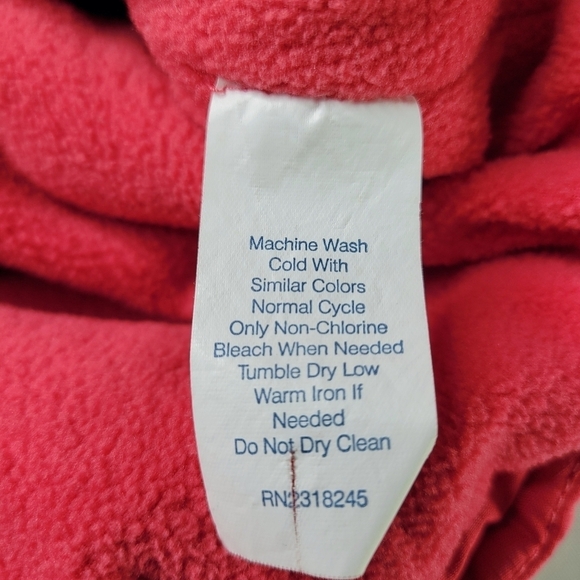 Machine Wash
Cold With
Similar Colors
Normal Cycle
Only Non-Chlorine
Bleach When Needed
Tumble Dry Low
Warm Iron If
Needed
Do Not Dry Clean
RN2318245